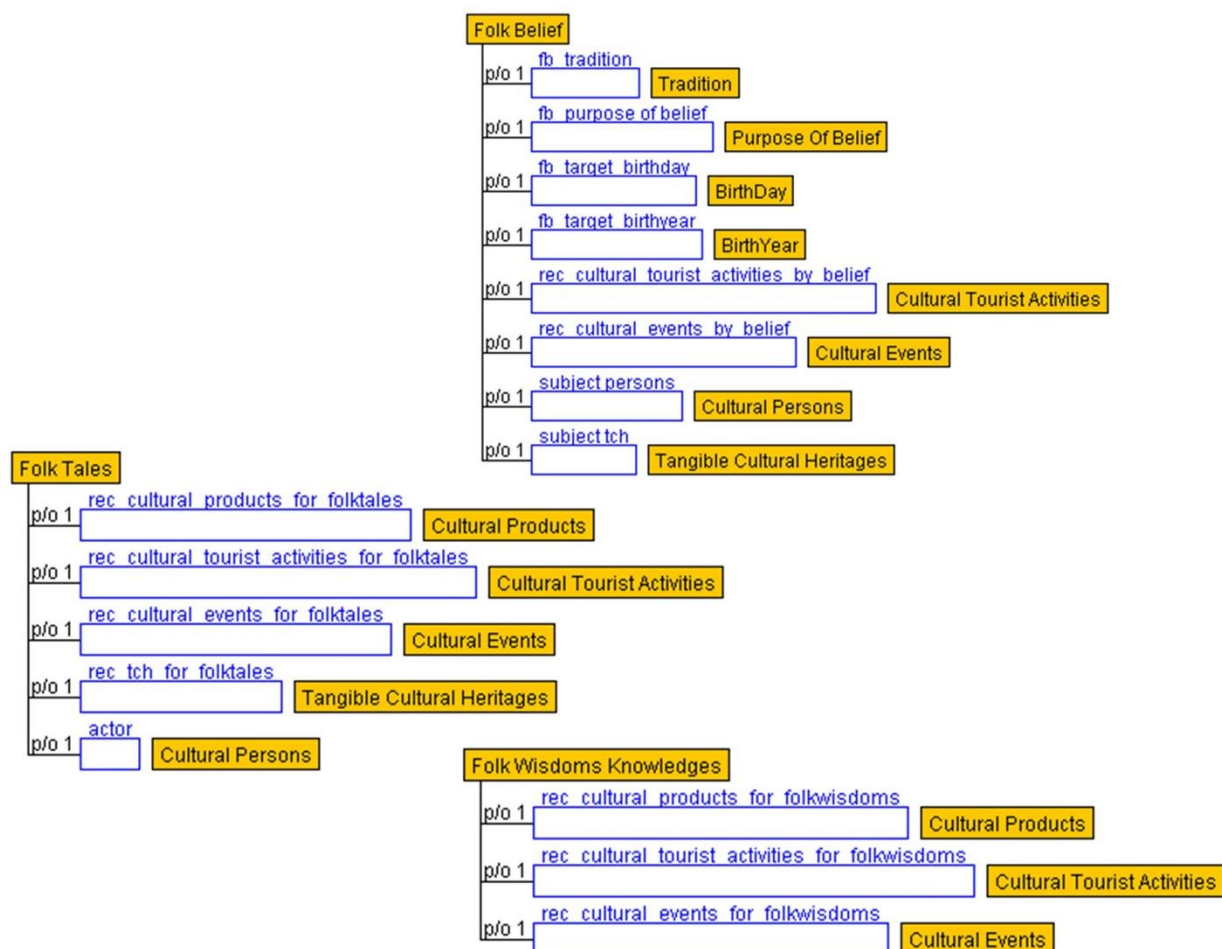 Folk Belief
fb_tradition
p/o 1
Tradition
fb_purpose of belief
p/o 1
Purpose Of Belief
fb_target_birthday
p/o 1
BirthDay
fb_target_birthyear
p/o 1
BirthYear
rec_cultural_tourist_activities_by_belief
p/o 1
Cultural Tourist Activities
rec_cultural_events_by_belief
p/o 1
Cultural Events
subject persons
p/o 1
Cultural Persons
subject tch
p/o 1
Tangible Cultural Heritages
Folk Tales
rec_cultural_products_for_folktales
p/o 1
Cultural Products
rec_cultural_tourist_activities_for_folktales
p/o 1
Cultural Tourist Activities
rec_cultural_events_for_folktales
p/o 1
Cultural Events
rec_tch_for_folktales
p/o 1
Tangible Cultural Heritages
actor
p/o 1
Cultural Persons
Folk Wisdoms Knowledges
rec_cultural_products_for_folkwisdoms
p/o 1
Cultural Products
rec_cultural_tourist_activities_for_folkwisdoms
p/o 1
Cultural Tourist Activities
rec_cultural_events_for_folkwisdoms
p/o 1
Cultural Events